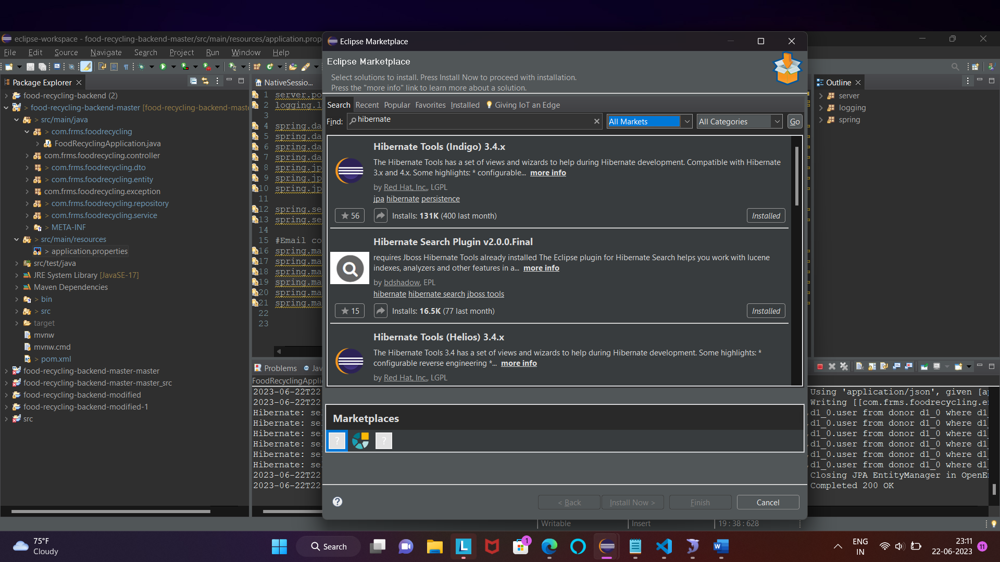 eclipse-workspace - food-recycling-backend-master/src/main/resources/application.prop
File Edit Source Navigate Search Project Run Window Help
Package Explorer
food-recycling-backend (2)
> food-recycling-backend-master [food-recycling-backend-maste
> src/main/java
> com.frms.foodrecycling
> FoodRecyclingApplication.java
com.frms.foodrecycling.controller
> com.frms.foodrecycling.dto
> com.frms.foodrecycling.entity
com.frms.foodrecycling.exception
> com.frms.foodrecycling.repository
> com.frms.foodrecycling.service
> META-INF
> src/main/resources
> application.properties
src/test/java
JRE System Library [JavaSE-17]
Maven Dependencies
> bin
> src
target
mvnw
mvnw.cmd
> pom.xml
food-recycling-backend-master-master
food-recycling-backend-master-master_src
food-recycling-backend-modified
food-recycling-backend-modified-1
src
NativeSessio...
1 server.po
2 logging.l
3
4 spring.da
5 spring.da
6 spring.da
7 spring.da
8 spring.jp
9 spring.jp
10 spring.jp
11
12 spring.se
13 spring.se
14
15 #Email co
16 spring.ma
17 spring.ma
18 spring.ma
19 spring.ma
20 spring.ma
21 spring.ma
22
23
Problems @ Jav
FoodRecyclingAppli
2023-06-22T22
2023-06-22T22
Hibernate: se
Hibernate: se
Hibernate: se
Hibernate: se
Hibernate: se
Hibernate: se
2023-06-22T22
2023-06-22T22
Eclipse Marketplace
Eclipse Marketplace
Select solutions to install. Press Install Now to proceed with installation.
Press the "more info" link to learn more about a solution.
Search Recent Popular Favorites Installed Giving IoT an Edge
Find: hibernate All Markets All Categories Go
Hibernate Tools (Indigo) 3.4.x
The Hibernate Tools has a set of views and wizards to help during Hibernate development. Compatible with Hibernate
3.x and 4.x. Some highlights: * configurable... more info
by Red Hat, Inc., LGPL
jpa hibernate persistence
56 Installs: 131K (400 last month) Installed
Hibernate Search Plugin v2.0.0.Final
requires Jboss Hibernate Tools already installed The Eclipse plugin for Hibernate Search helps you work with lucene
indexes, analyzers and other features in a... more info
by bdshadow, EPL
hibernate hibernate search jboss tools
15 Installs: 16.5K (77 last month) Installed
Hibernate Tools (Helios) 3.4.x
The Hibernate Tools 3.4 has a set of views and wizards to help during Hibernate development. Some highlights: *
configurable reverse engineering *... more info
by Red Hat, Inc., LGPL
Marketplaces
? ?
?
< Back Install Now > Finish Cancel
Outline
server
logging
spring
Using 'application/json', given [a
Writing [[com.frms.foodrecycling.e
,d1_0.user from donor d1_0 where d1
,d1_0.user from donor d1_0 where d1
,d1_0.user from donor d1_0 where d1
,d1_0.user from donor d1_0 where d1
,d1_0.user from donor d1_0 where d1
,d1_0.user from donor d1_0 where d1
Closing JPA EntityManager in OpenE
Completed 200 OK
Writable Insert 19 : 38 : 628
75°F
Cloudy
Search
1
L
W
ENG
IN
23:11
22-06-2023
11